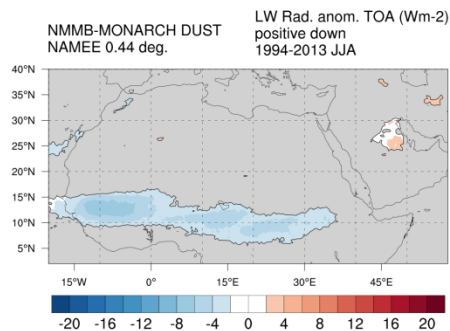 NMMB-MONARCH DUST
NAMEE 0.44 deg.
LW Rad. anom. TOA (Wm-2)
positive down
1994-2013 JJA
40°N
35°N
30°N
25°N
20°N
15°N
10°N
5°N
15°W 0° 15°E 30°E 45°E
-20 -16 -12 -8 -4 0 4 8 12 16 20